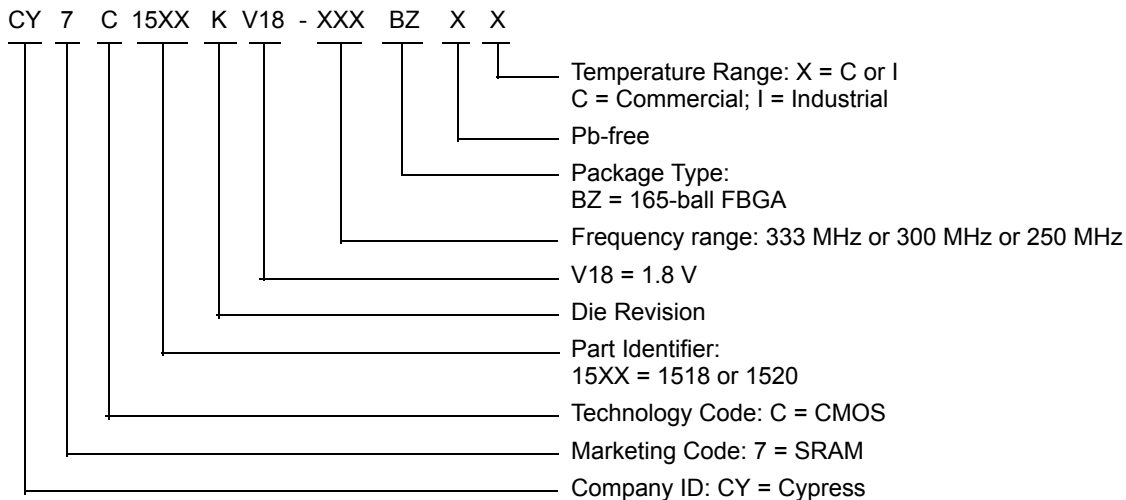 CY 7 C 15XX K V18 - XXX BZ X X
Temperature Range: X = C or I
C = Commercial; I = Industrial
Pb-free
Package Type:
BZ = 165-ball FBGA
Frequency range: 333 MHz or 300 MHz or 250 MHz
V18 = 1.8 V
Die Revision
Part Identifier:
15XX = 1518 or 1520
Technology Code: C = CMOS
Marketing Code: 7 = SRAM
Company ID: CY = Cypress